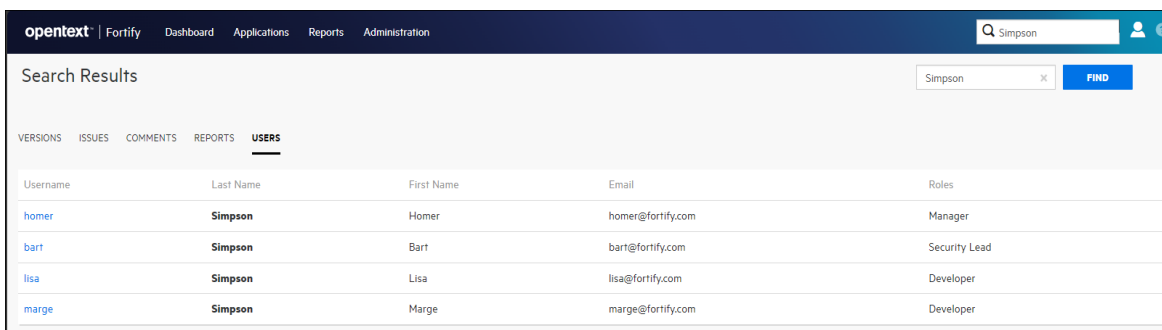 opentext™ | Fortify Dashboard Applications Reports Administration Simpson
Search Results Simpson × FIND
VERSIONS ISSUES COMMENTS REPORTS USERS
Username Last Name First Name Email Roles
homer Simpson Homer homer@fortify.com Manager
bart Simpson Bart bart@fortify.com Security Lead
lisa Simpson Lisa lisa@fortify.com Developer
marge Simpson Marge marge@fortify.com Developer